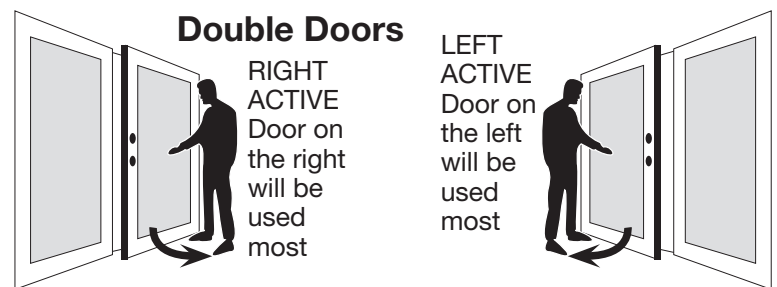 Double Doors
RIGHT
ACTIVE
Door on
the right
will be
used
most
LEFT
ACTIVE
Door on
the left
will be
used
most